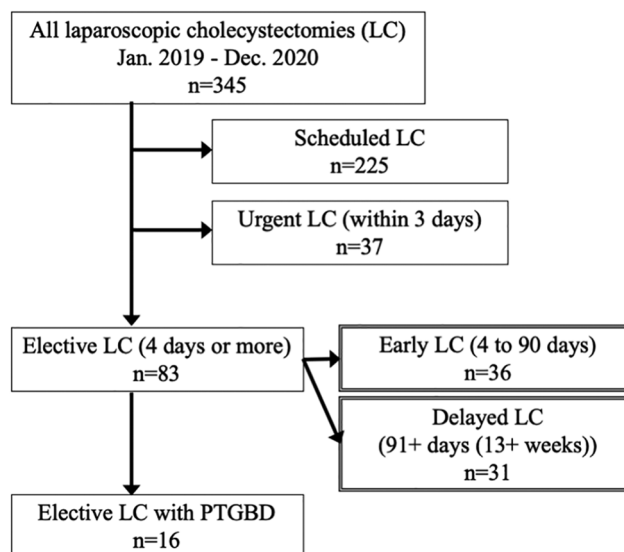 All laparoscopic cholecystectomies (LC)
Jan. 2019 - Dec. 2020
n=345
Scheduled LC
n=225
Urgent LC (within 3 days)
n=37
Elective LC (4 days or more)
n=83
Early LC (4 to 90 days)
n=36
Delayed LC
(91+ days (13+ weeks))
n=31
Elective LC with PTGBD
n=16